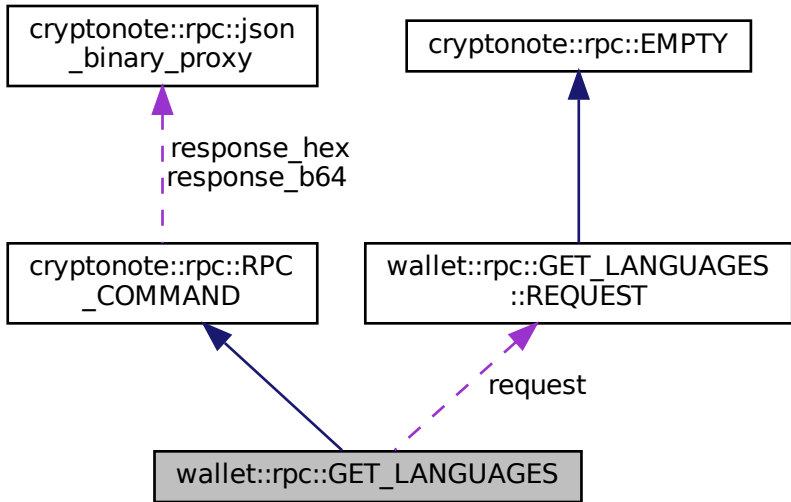 cryptonote::rpc::json
_binary_proxy
cryptonote::rpc::EMPTY
response_hex
response_b64
cryptonote::rpc::RPC
_COMMAND
wallet::rpc::GET_LANGUAGES
::REQUEST
request
wallet::rpc::GET_LANGUAGES